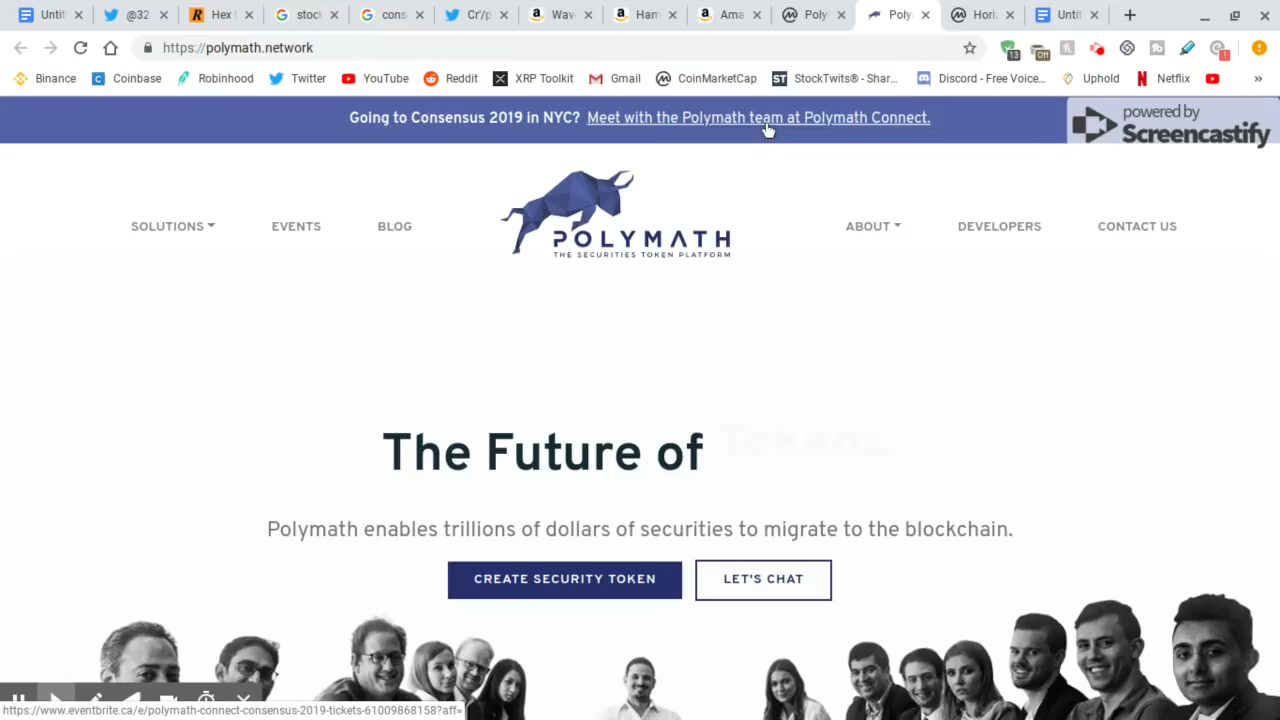 Untit
@32
Hex
stoc
cons
Cr'/p
Wav
Ham
Ama
Poly
Poly
Hori
Untit
https://polymath.network
13
Off
Binance Coinbase Robinhood Twitter YouTube Reddit XRP Toolkit Gmail CoinMarketCap ST StockTwits® - Shar... Discord - Free Voice... Uphold Netflix »
Going to Consensus 2019 in NYC? Meet with the Polymath team at Polymath Connect.
powered by
Screencastify
SOLUTIONS EVENTS BLOG
POLYMATH
THE SECURITIES TOKEN PLATFORM
ABOUT DEVELOPERS CONTACT US
The Future of Tokens.
Polymath enables trillions of dollars of securities to migrate to the blockchain.
CREATE SECURITY TOKEN LET'S CHAT
https://www.eventbrite.ca/e/polymath-connect-consensus-2019-tickets-61009868158?aff=